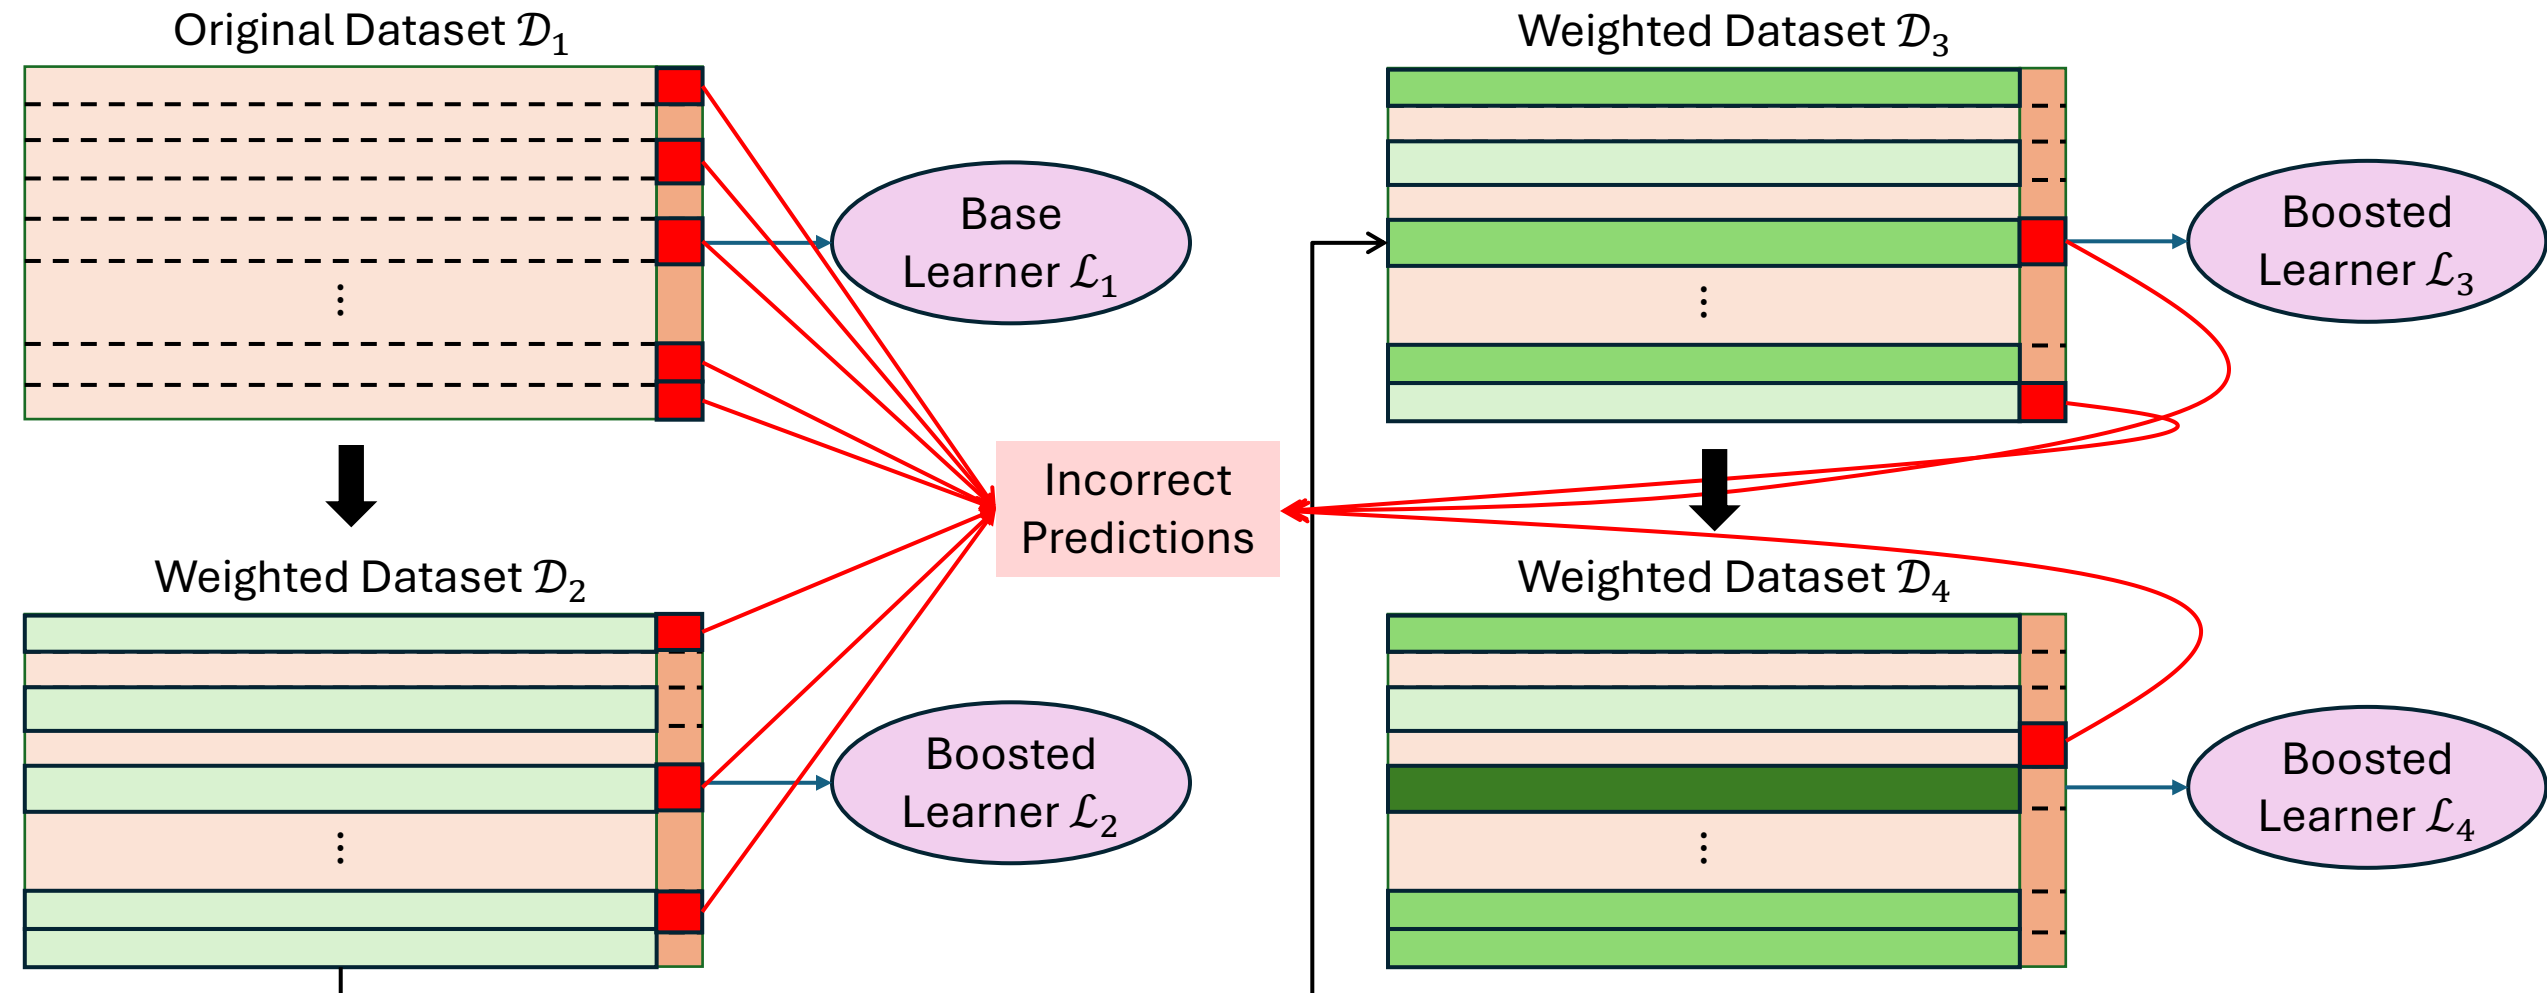 Original Dataset 𝒟₁
Base
Learner ℒ₁
Weighted Dataset 𝒟₂
Boosted
Learner ℒ₂
Incorrect
Predictions
Weighted Dataset 𝒟₃
Boosted
Learner ℒ₃
Weighted Dataset 𝒟₄
Boosted
Learner ℒ₄